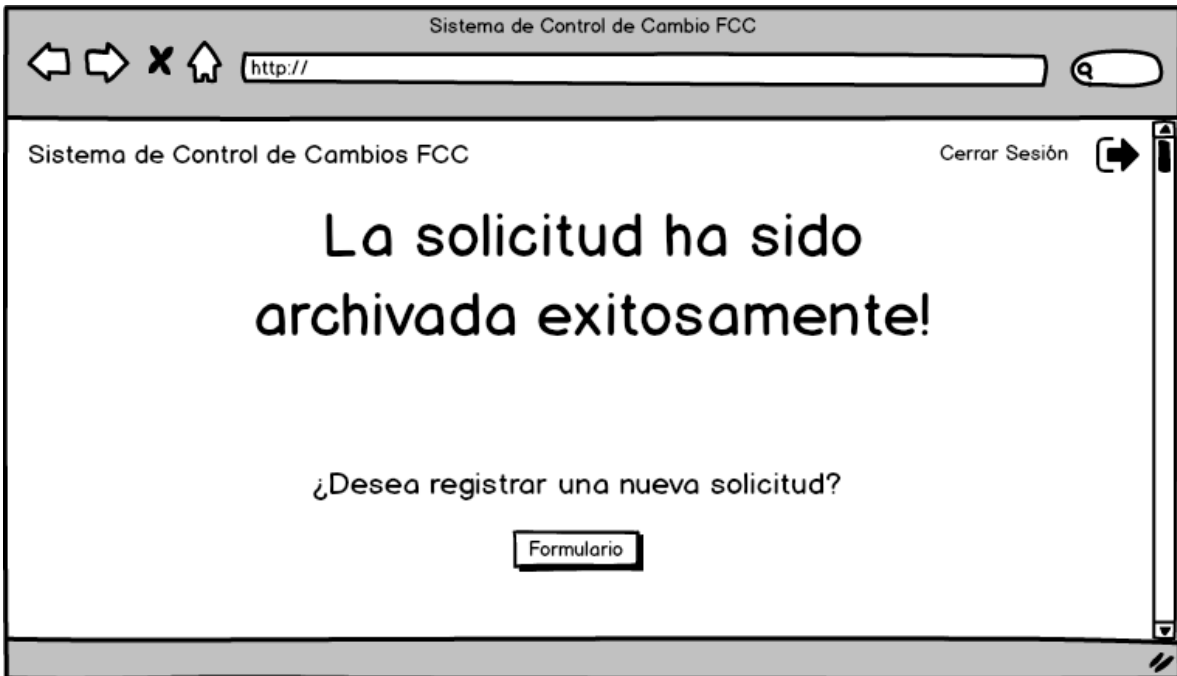 Sistema de Control de Cambio FCC
http://
Sistema de Control de Cambios FCC
Cerrar Sesión
La solicitud ha sido
archivada exitosamente!
¿Desea registrar una nueva solicitud?
Formulario